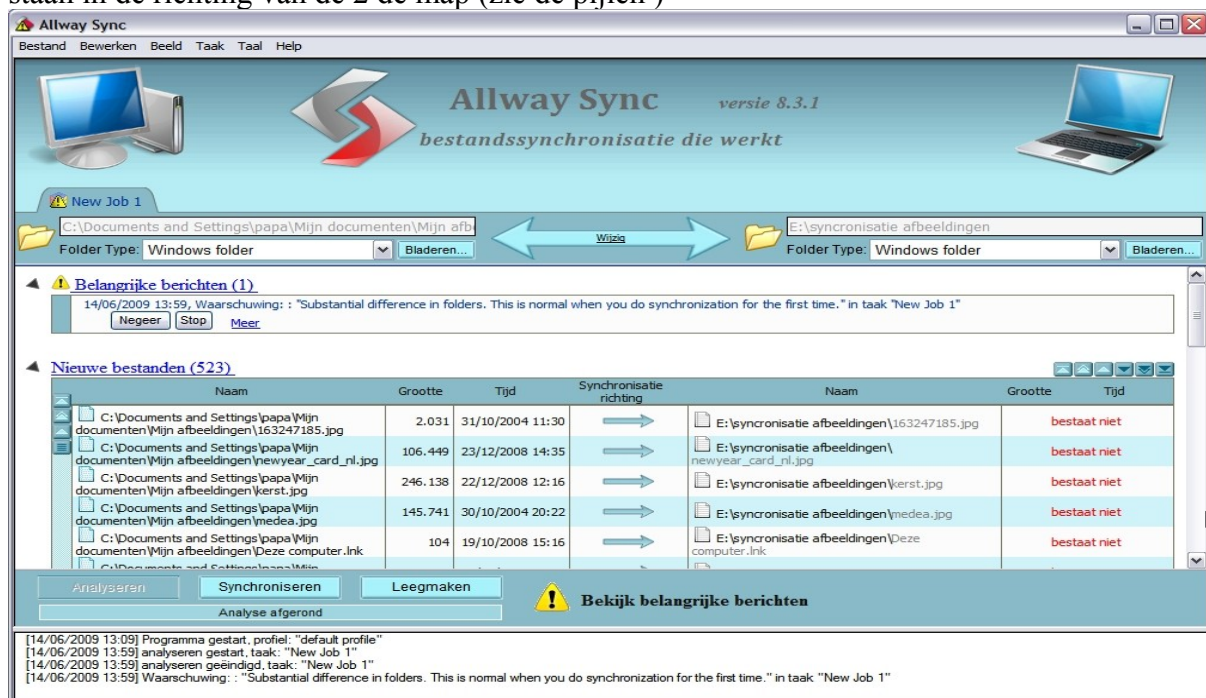 staan in de richting van de 2 de map (zie de pijlen )
Allway Sync
Bestand Bewerken Beeld Taak Taal Help
Allway Sync versie 8.3.1
bestandssynchronisatie die werkt
New Job 1
C:\Documents and Settings\papa\Mijn documenten\Mijn afb
Wijzig
E:\syncronisatie afbeeldingen
Folder Type: Windows folder Bladeren...
Folder Type: Windows folder Bladeren...
Belangrijke berichten (1)
14/06/2009 13:59, Waarschuwing: : "Substantial difference in folders. This is normal when you do synchronization for the first time." in taak "New Job 1"
Negeer Stop Meer
Nieuwe bestanden (523)
Naam Grootte Tijd Synchronisatie richting Naam Grootte Tijd
C:\Documents and Settings\papa\Mijn
documenten\Mijn afbeeldingen\163247185.jpg
2.031 31/10/2004 11:30
E:\syncronisatie afbeeldingen\163247185.jpg
bestaat niet
C:\Documents and Settings\papa\Mijn
documenten\Mijn afbeeldingen\newyear_card_nl.jpg
106.449 23/12/2008 14:35
E:\syncronisatie afbeeldingen\
newyear_card_nl.jpg
bestaat niet
C:\Documents and Settings\papa\Mijn
documenten\Mijn afbeeldingen\kerst.jpg
246.138 22/12/2008 12:16
E:\syncronisatie afbeeldingen\kerst.jpg
bestaat niet
C:\Documents and Settings\papa\Mijn
documenten\Mijn afbeeldingen\medea.jpg
145.741 30/10/2004 20:22
E:\syncronisatie afbeeldingen\medea.jpg
bestaat niet
C:\Documents and Settings\papa\Mijn
documenten\Mijn afbeeldingen\Deze computer.lnk
104 19/10/2008 15:16
E:\syncronisatie afbeeldingen\Deze
computer.lnk
bestaat niet
Analyseren Synchroniseren Leegmaken
Bekijk belangrijke berichten
Analyse afgerond
[14/06/2009 13:09] Programma gestart, profiel: "default profile"
[14/06/2009 13:59] analyseren gestart, taak: "New Job 1"
[14/06/2009 13:59] analyseren geëindigd, taak: "New Job 1"
[14/06/2009 13:59] Waarschuwing: : "Substantial difference in folders. This is normal when you do synchronization for the first time." in taak "New Job 1"